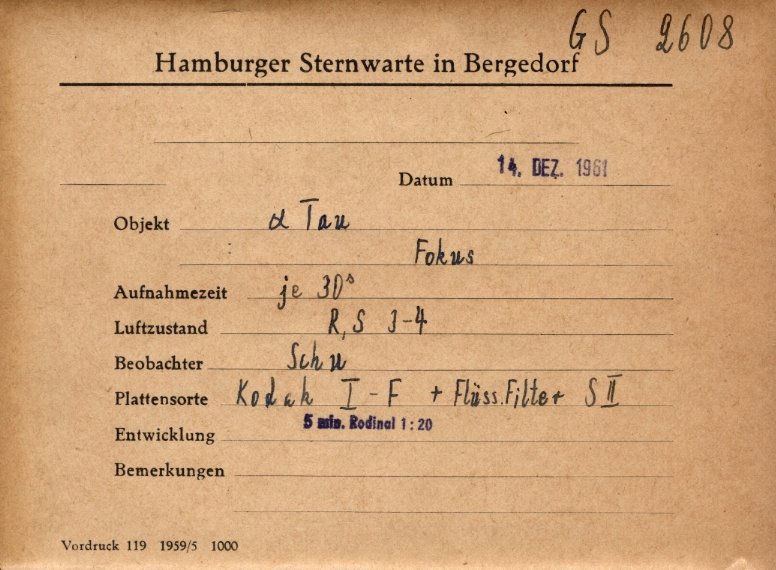 GS 2608
Hamburger Sternwarte in Bergedorf
Datum 14. DEZ. 1961
Objekt α Tau
Fokus
Aufnahmezeit je 30ˢ
Luftzustand R, S 3-4
Beobachter Schu
Plattensorte Kodak I - F + Flüss.Filter S II
Entwicklung 5 min. Rodinal 1:20
Bemerkungen
Vordruck 119 1959/5 1000